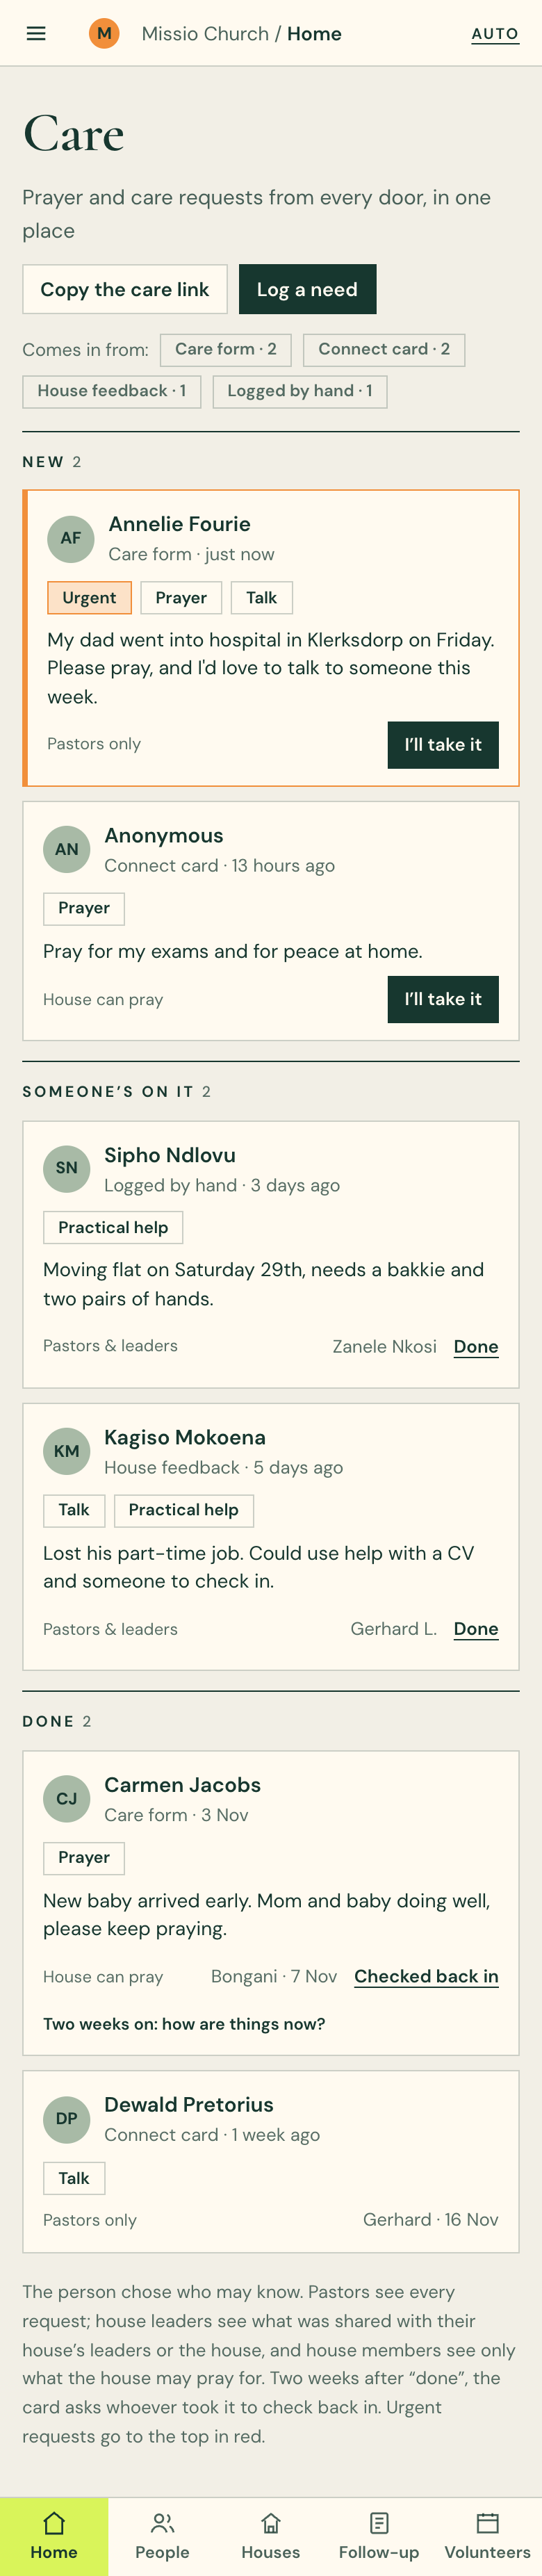 M Missio Church / Home AUTO
Care
Prayer and care requests from every door, in one
place
Copy the care link Log a need
Comes in from: Care form · 2 Connect card · 2
House feedback · 1 Logged by hand · 1
NEW 2
AF Annelie Fourie
Care form · just now
Urgent Prayer Talk
My dad went into hospital in Klerksdorp on Friday.
Please pray, and I'd love to talk to someone this
week.
Pastors only I’ll take it
AN Anonymous
Connect card · 13 hours ago
Prayer
Pray for my exams and for peace at home.
House can pray I’ll take it
SOMEONE’S ON IT 2
SN Sipho Ndlovu
Logged by hand · 3 days ago
Practical help
Moving flat on Saturday 29th, needs a bakkie and
two pairs of hands.
Pastors & leaders Zanele Nkosi Done
KM Kagiso Mokoena
House feedback · 5 days ago
Talk Practical help
Lost his part-time job. Could use help with a CV
and someone to check in.
Pastors & leaders Gerhard L. Done
DONE 2
CJ Carmen Jacobs
Care form · 3 Nov
Prayer
New baby arrived early. Mom and baby doing well,
please keep praying.
House can pray Bongani · 7 Nov Checked back in
Two weeks on: how are things now?
DP Dewald Pretorius
Connect card · 1 week ago
Talk
Pastors only Gerhard · 16 Nov
The person chose who may know. Pastors see every
request; house leaders see what was shared with their
house’s leaders or the house, and house members see only
what the house may pray for. Two weeks after “done”, the
card asks whoever took it to check back in. Urgent
requests go to the top in red.
Home People Houses Follow-up Volunteers